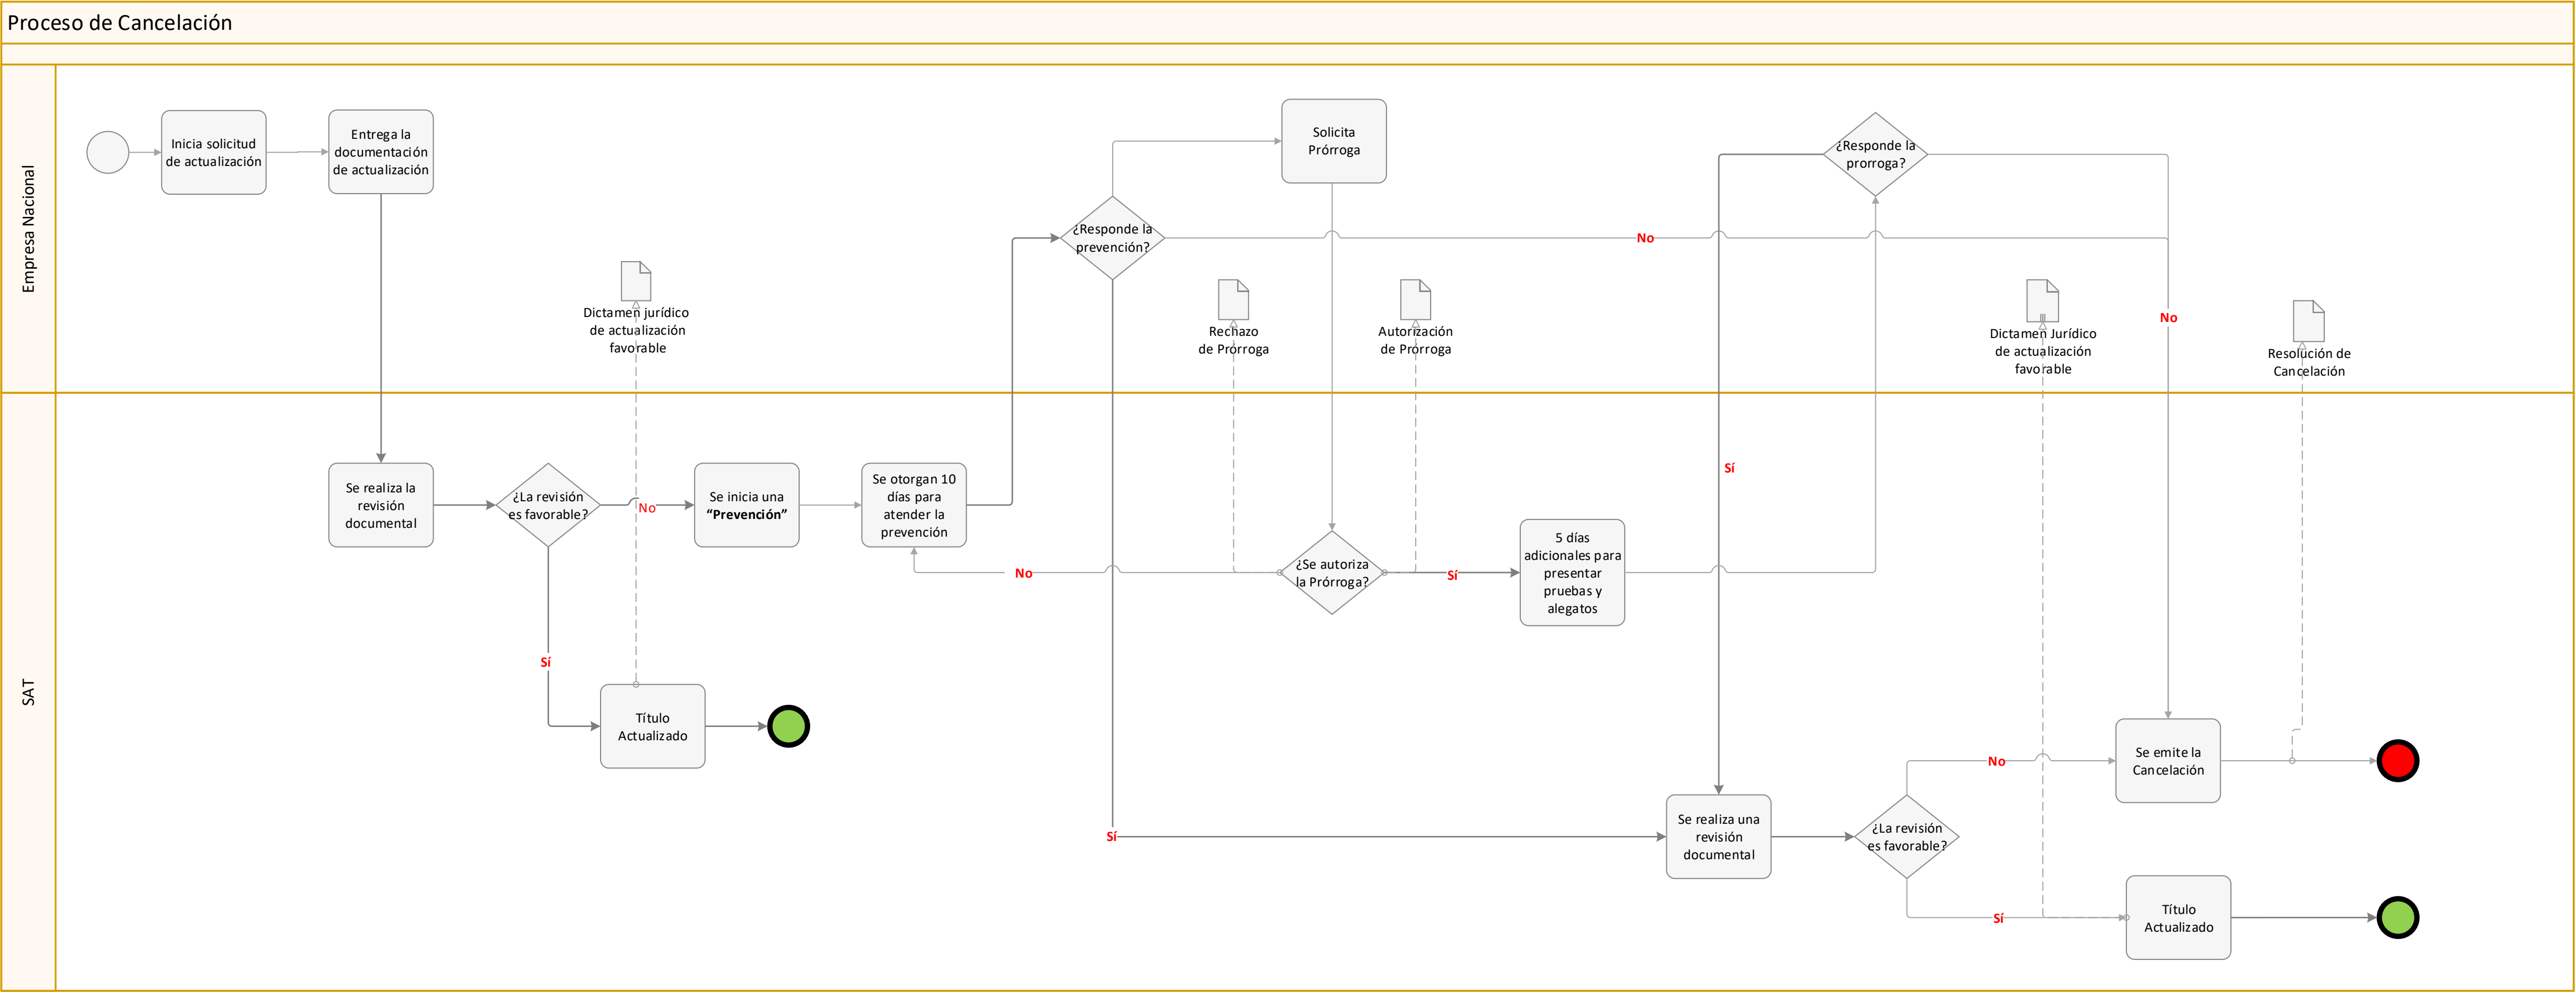 Proceso de Cancelación
Empresa Nacional
Inicia solicitud
de actualización
Entrega la
documentación
de actualización
Dictamen jurídico
de actualización
favorable
¿Responde la
prevención?
Solicita
Prórroga
Rechazo
de Prórroga
Autorización
de Prórroga
No
¿Responde la
prorroga?
Dictamen Jurídico
de actualización
favorable
No
Resolución de
Cancelación
SAT
Se realiza la
revisión
documental
¿La revisión
es favorable?
No
Se inicia una
“Prevención”
Se otorgan 10
días para
atender la
prevención
No
¿Se autoriza
la Prórroga?
Sí
5 días
adicionales para
presentar
pruebas y
alegatos
Sí
Sí
Título
Actualizado
Sí
Se realiza una
revisión
documental
¿La revisión
es favorable?
No
Se emite la
Cancelación
Sí
Título
Actualizado